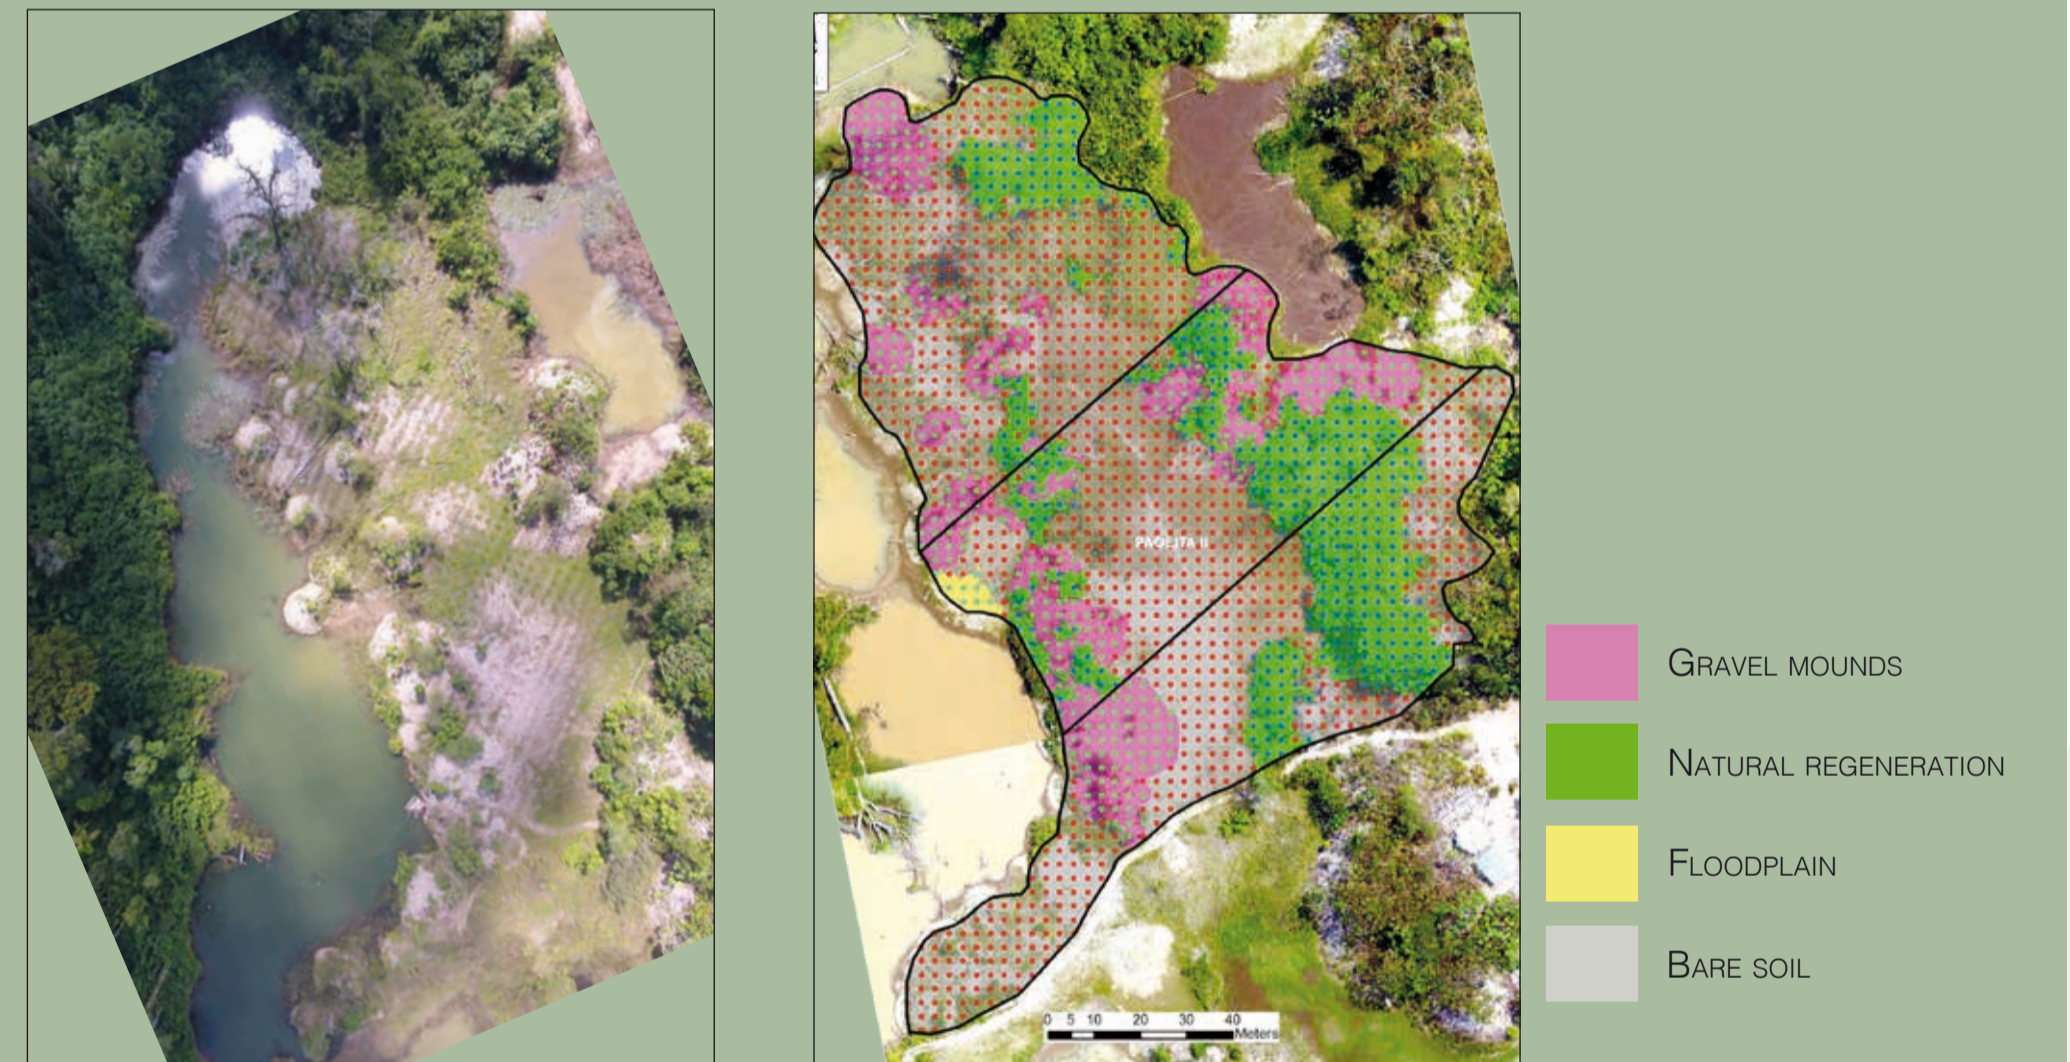 PAOLITA II
0 5 10 20 30 40
Meters
GRAVEL MOUNDS
NATURAL REGENERATION
FLOODPLAIN
BARE SOIL